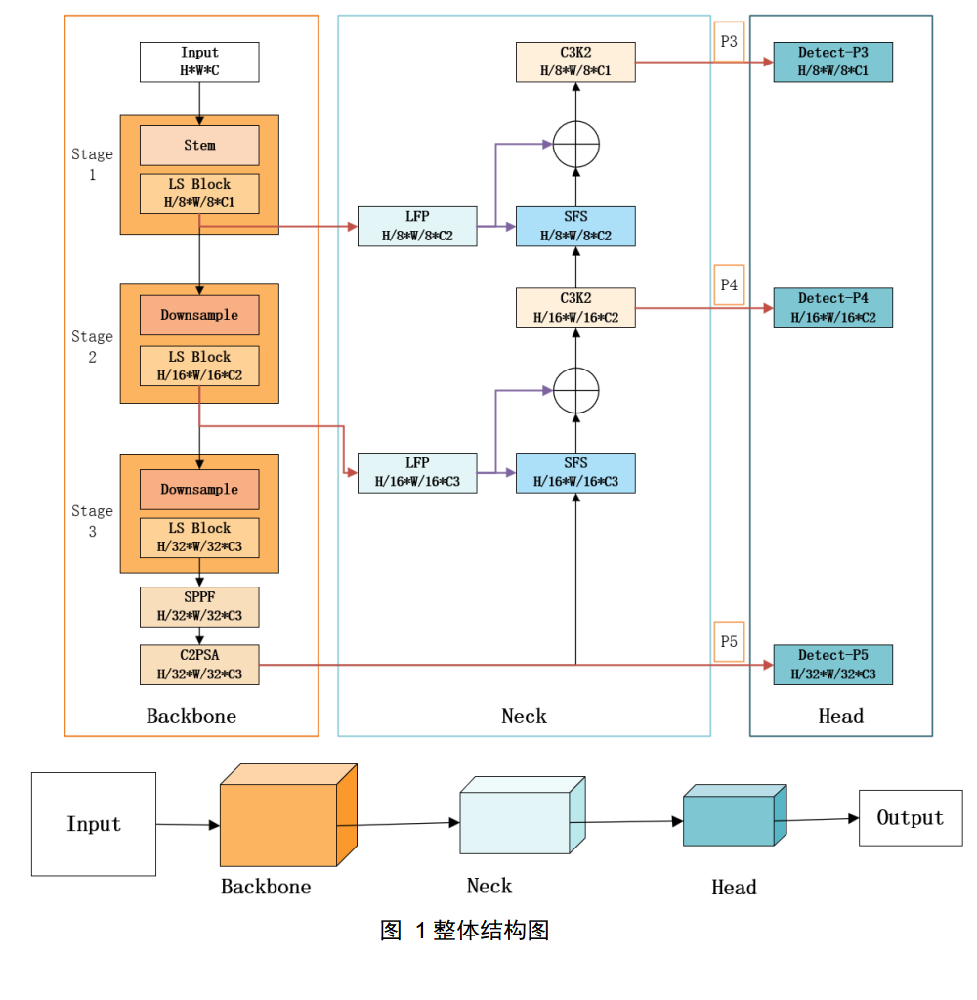 Input
H*W*C
Stage
1
Stem
LS Block
H/8*W/8*C1
Stage
2
Downsample
LS Block
H/16*W/16*C2
Stage
3
Downsample
LS Block
H/32*W/32*C3
SPPF
H/32*W/32*C3
C2PSA
H/32*W/32*C3
Backbone
C3K2
H/8*W/8*C1
LFP
H/8*W/8*C2
SFS
H/8*W/8*C2
C3K2
H/16*W/16*C2
LFP
H/16*W/16*C3
SFS
H/16*W/16*C3
Neck
P3
P4
P5
Detect-P3
H/8*W/8*C1
Detect-P4
H/16*W/16*C2
Detect-P5
H/32*W/32*C3
Head
Input
Backbone
Neck
Head
Output
图 1整体结构图